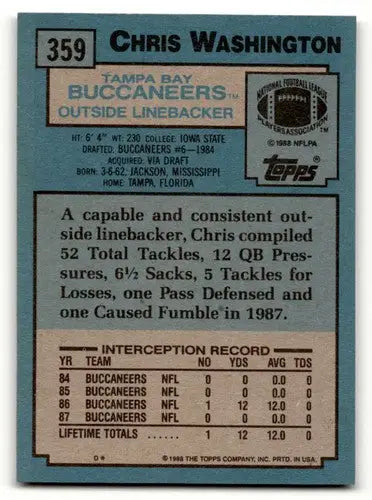 359
CHRIS WASHINGTON
TAMPA BAY
BUCCANEERS™
OUTSIDE LINEBACKER
NATIONAL FOOTBALL LEAGUE
PLAYERS ASSOCIATION
© 1988 NFLPA
Topps®
HT: 6' 4" WT: 230 COLLEGE: IOWA STATE
DRAFTED: BUCCANEERS #6-1984
ACQUIRED: VIA DRAFT
BORN: 3-6-62, JACKSON, MISSISSIPPI
HOME: TAMPA, FLORIDA
A capable and consistent out-
side linebacker, Chris compiled
52 Total Tackles, 12 QB Pres-
sures, 6½ Sacks, 5 Tackles for
Losses, one Pass Defensed and
one Caused Fumble in 1987.
INTERCEPTION RECORD
YR TEAM NO YDS AVG TDS
84 BUCCANEERS NFL 0 0 0.0 0
85 BUCCANEERS NFL 0 0 0.0 0
86 BUCCANEERS NFL 1 12 12.0 0
87 BUCCANEERS NFL 0 0 0.0 0
LIFETIME TOTALS ...... 1 12 12.0 0
D* © 1988 THE TOPPS COMPANY, INC. PRTD. IN U.S.A.